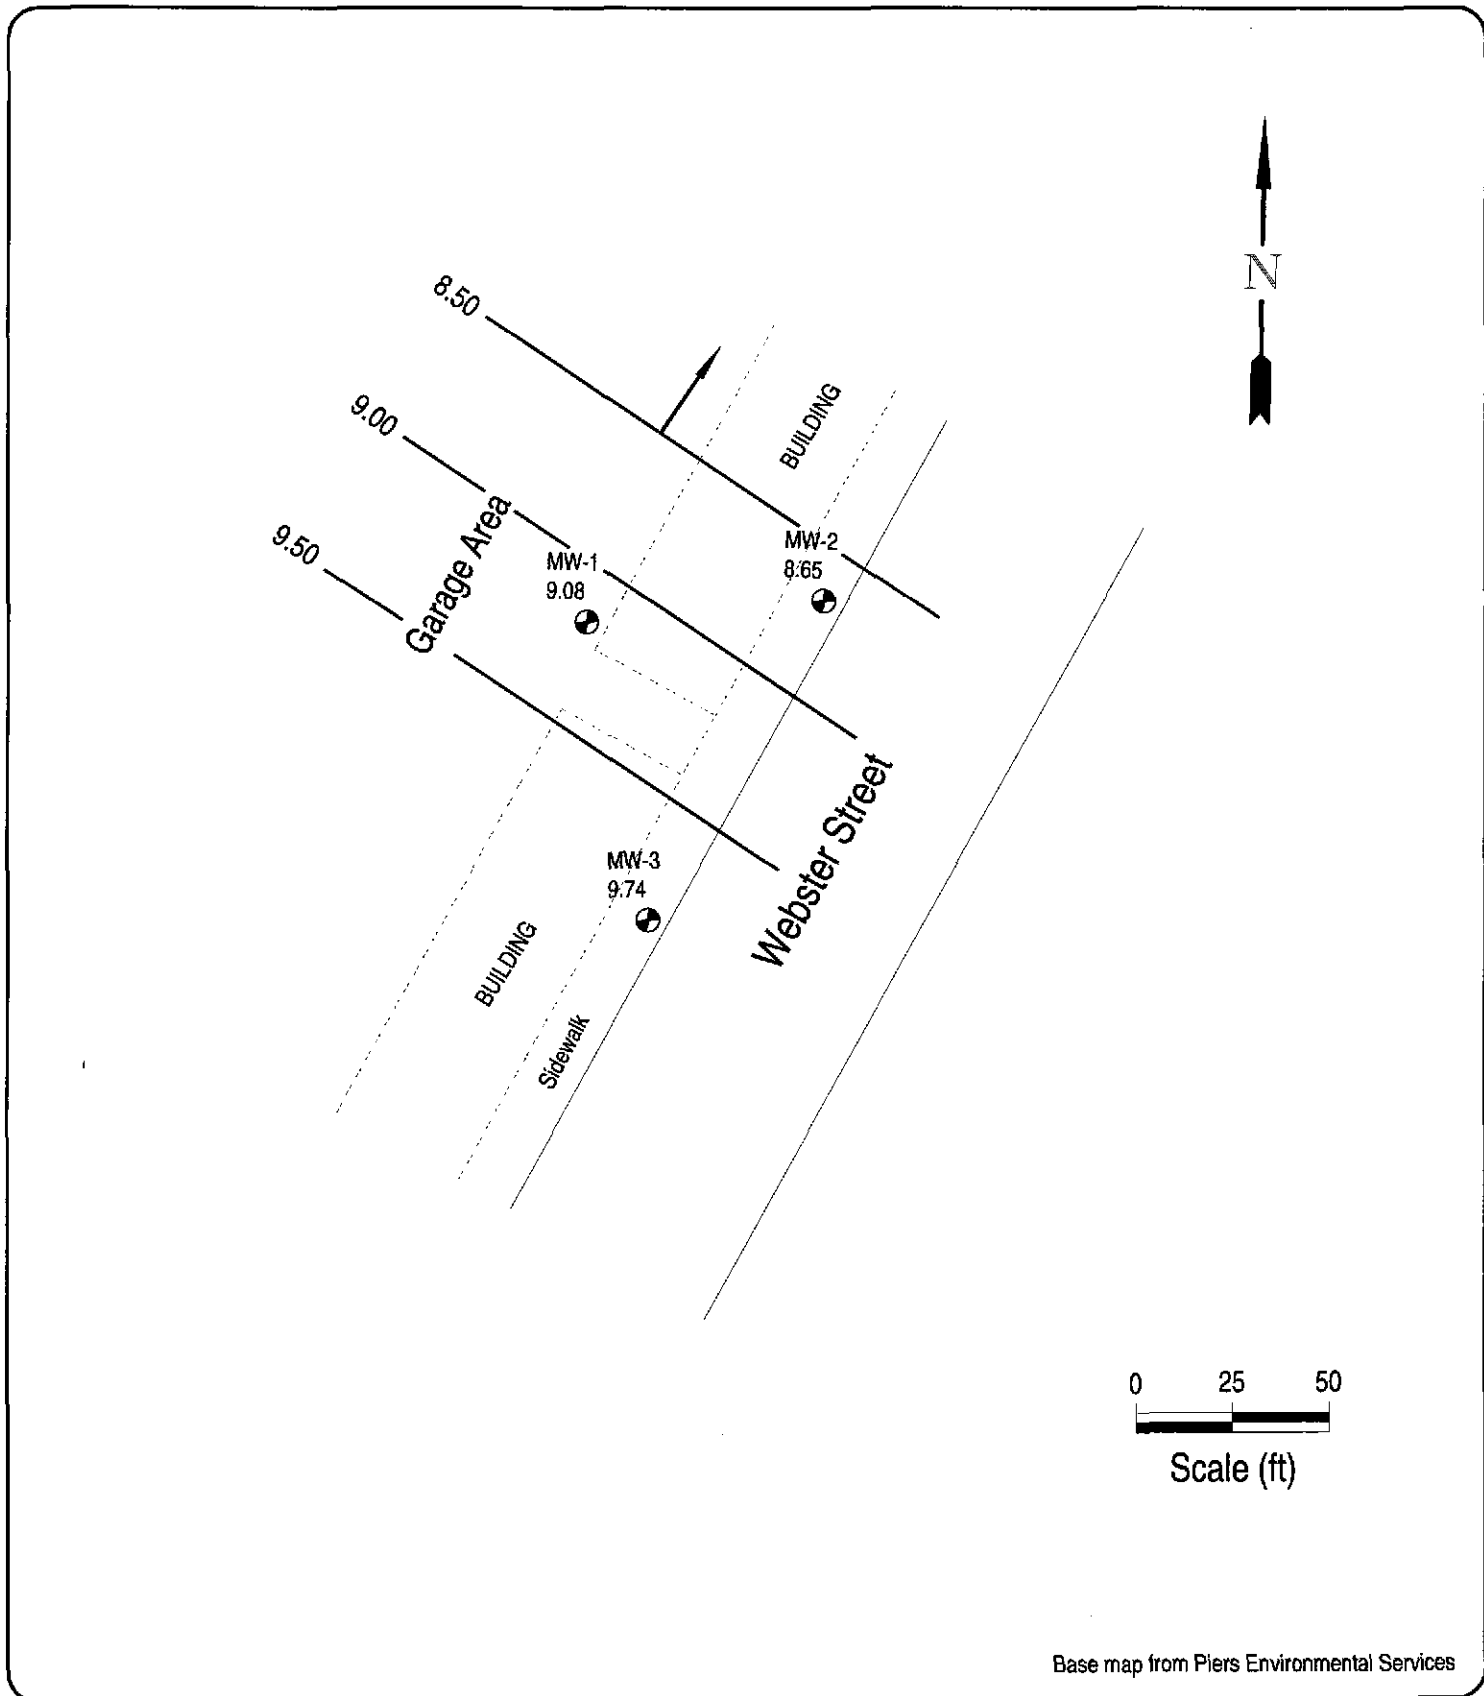 N
8.50
9.00
9.50
BUILDING
Garage Area
MW-2
8.65
MW-1
9.08
Webster Street
MW-3
9.74
BUILDING
Sidewalk
0 25 50
Scale (ft)
Base map from Piers Environmental Services